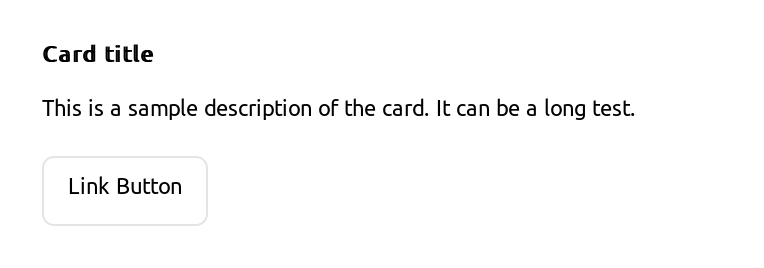 Card title
This is a sample description of the card. It can be a long test.
Link Button